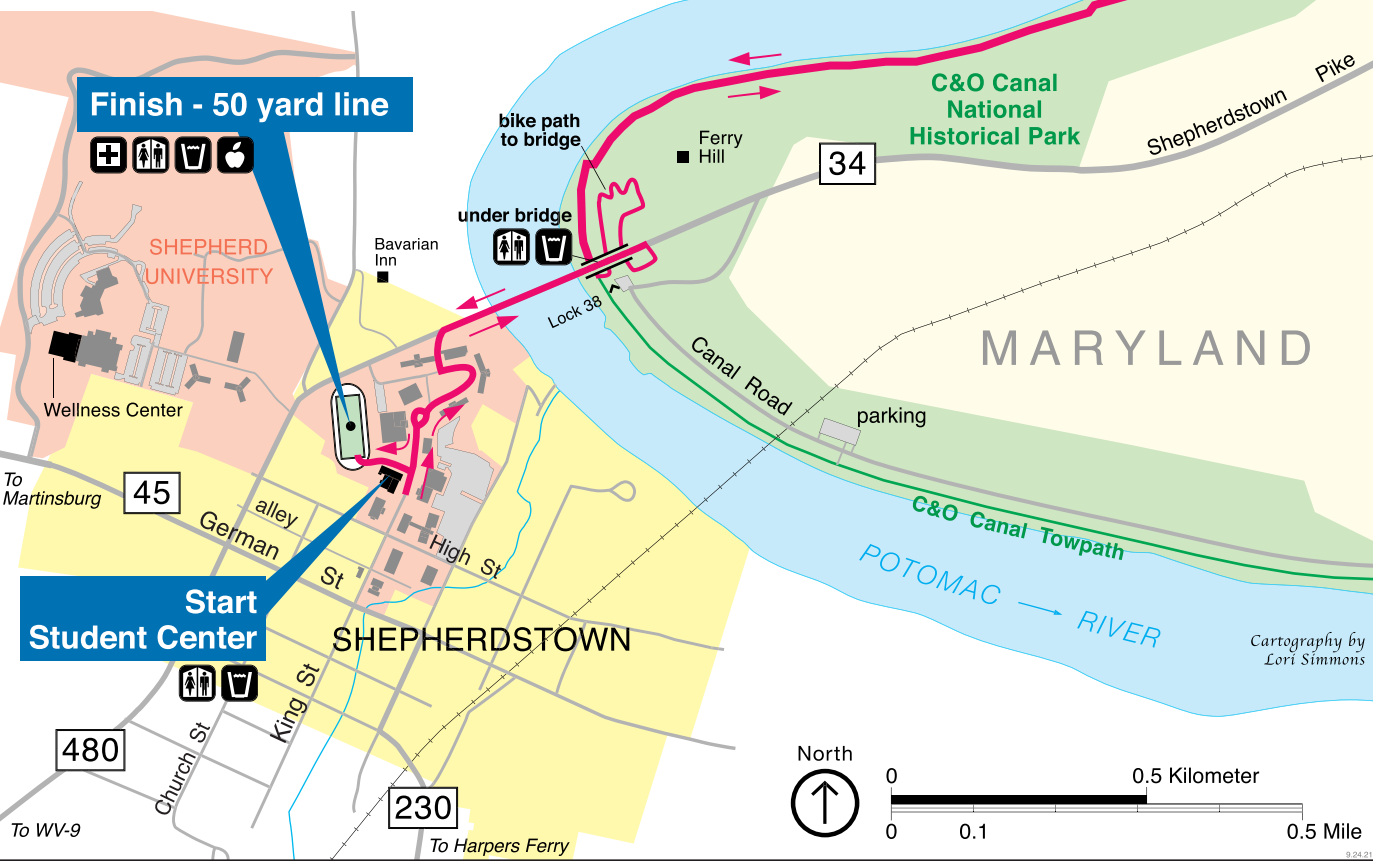 Finish - 50 yard line
bike path
to bridge
Ferry
Hill
C&O Canal
National
Historical Park
Shepherdstown Pike
34
under bridge
SHEPHERD
UNIVERSITY
Bavarian
Inn
Lock 38
MARYLAND
Canal Road
Wellness Center
parking
To
Martinsburg
45
alley
German St
High St
C&O Canal Towpath
POTOMAC RIVER
Start
Student Center
SHEPHERDSTOWN
Cartography by
Lori Simmons
King St
Church St
480
230
To WV-9
To Harpers Ferry
North
0 0.5 Kilometer
0 0.1 0.5 Mile
9.24.21